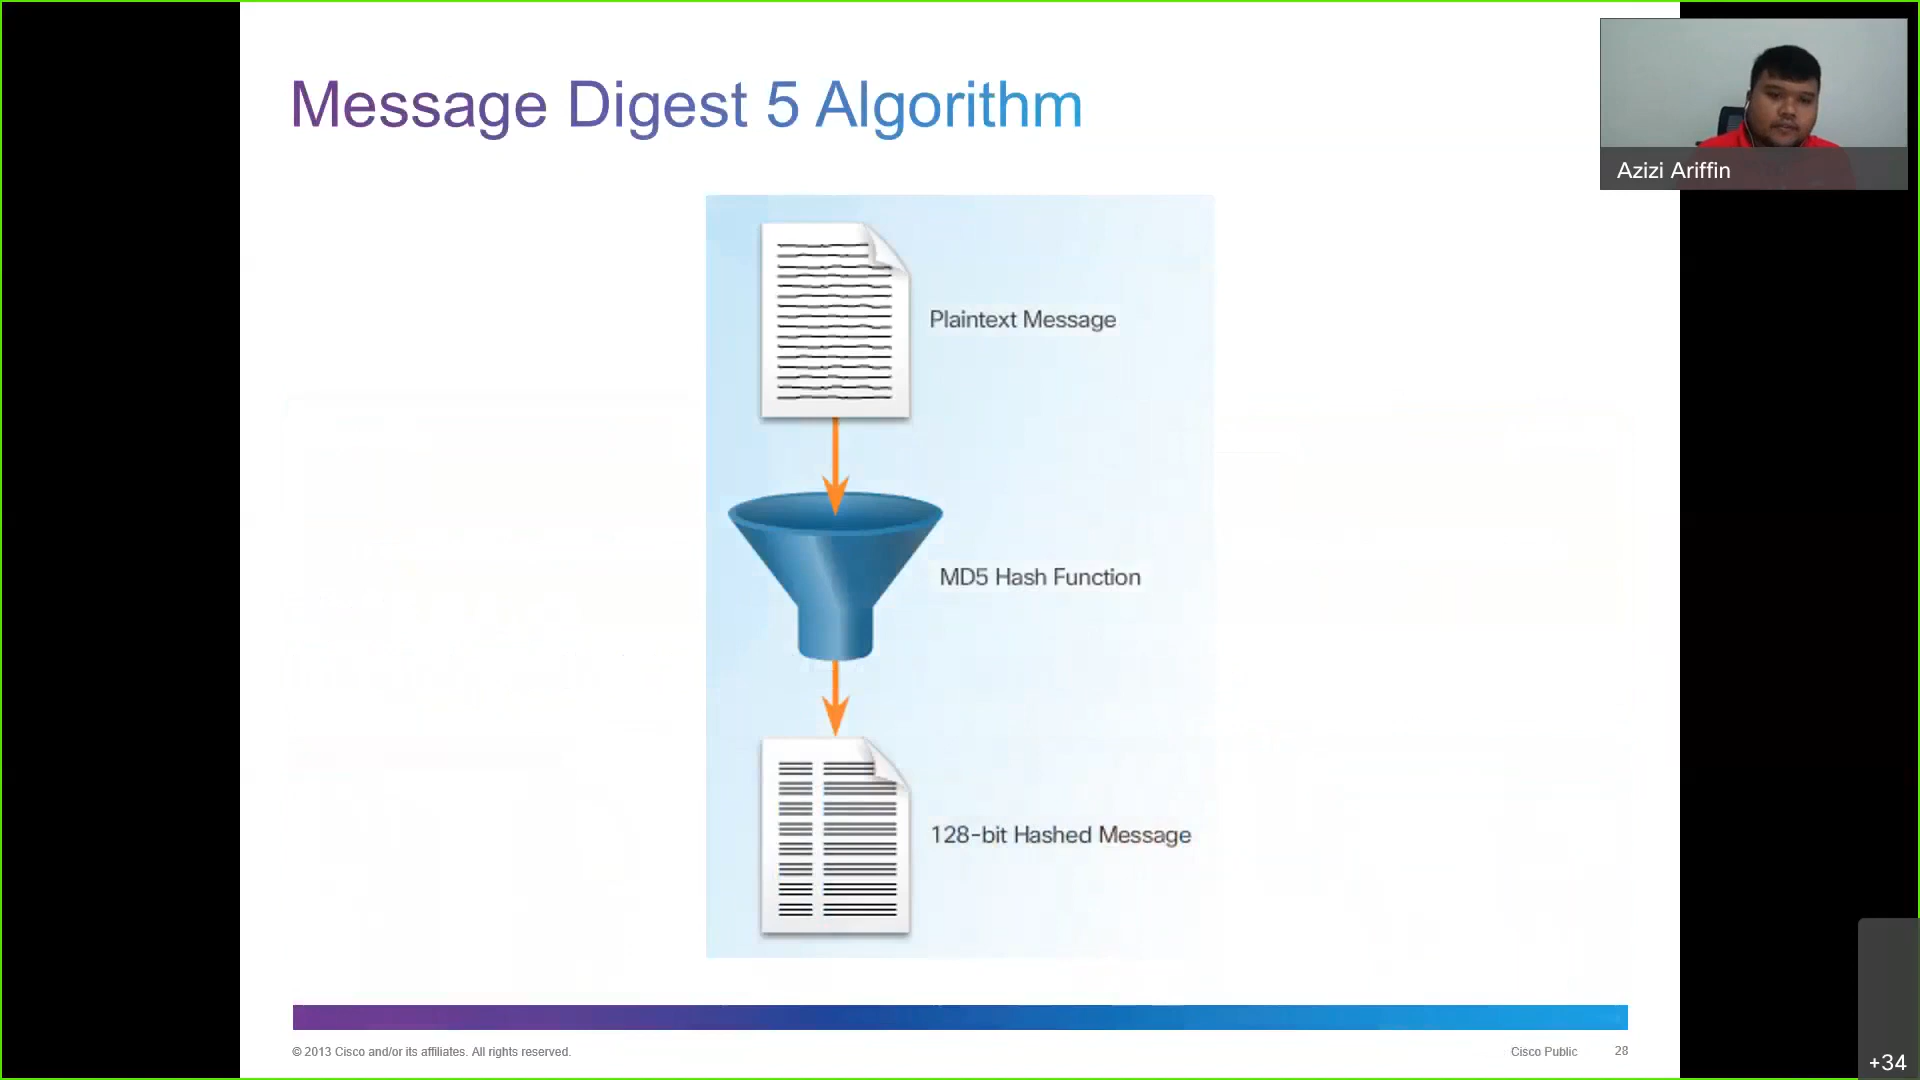 Message Digest 5 Algorithm
Azizi Ariffin
Plaintext Message
MD5 Hash Function
128-bit Hashed Message
© 2013 Cisco and/or its affiliates. All rights reserved.
Cisco Public
28
+34